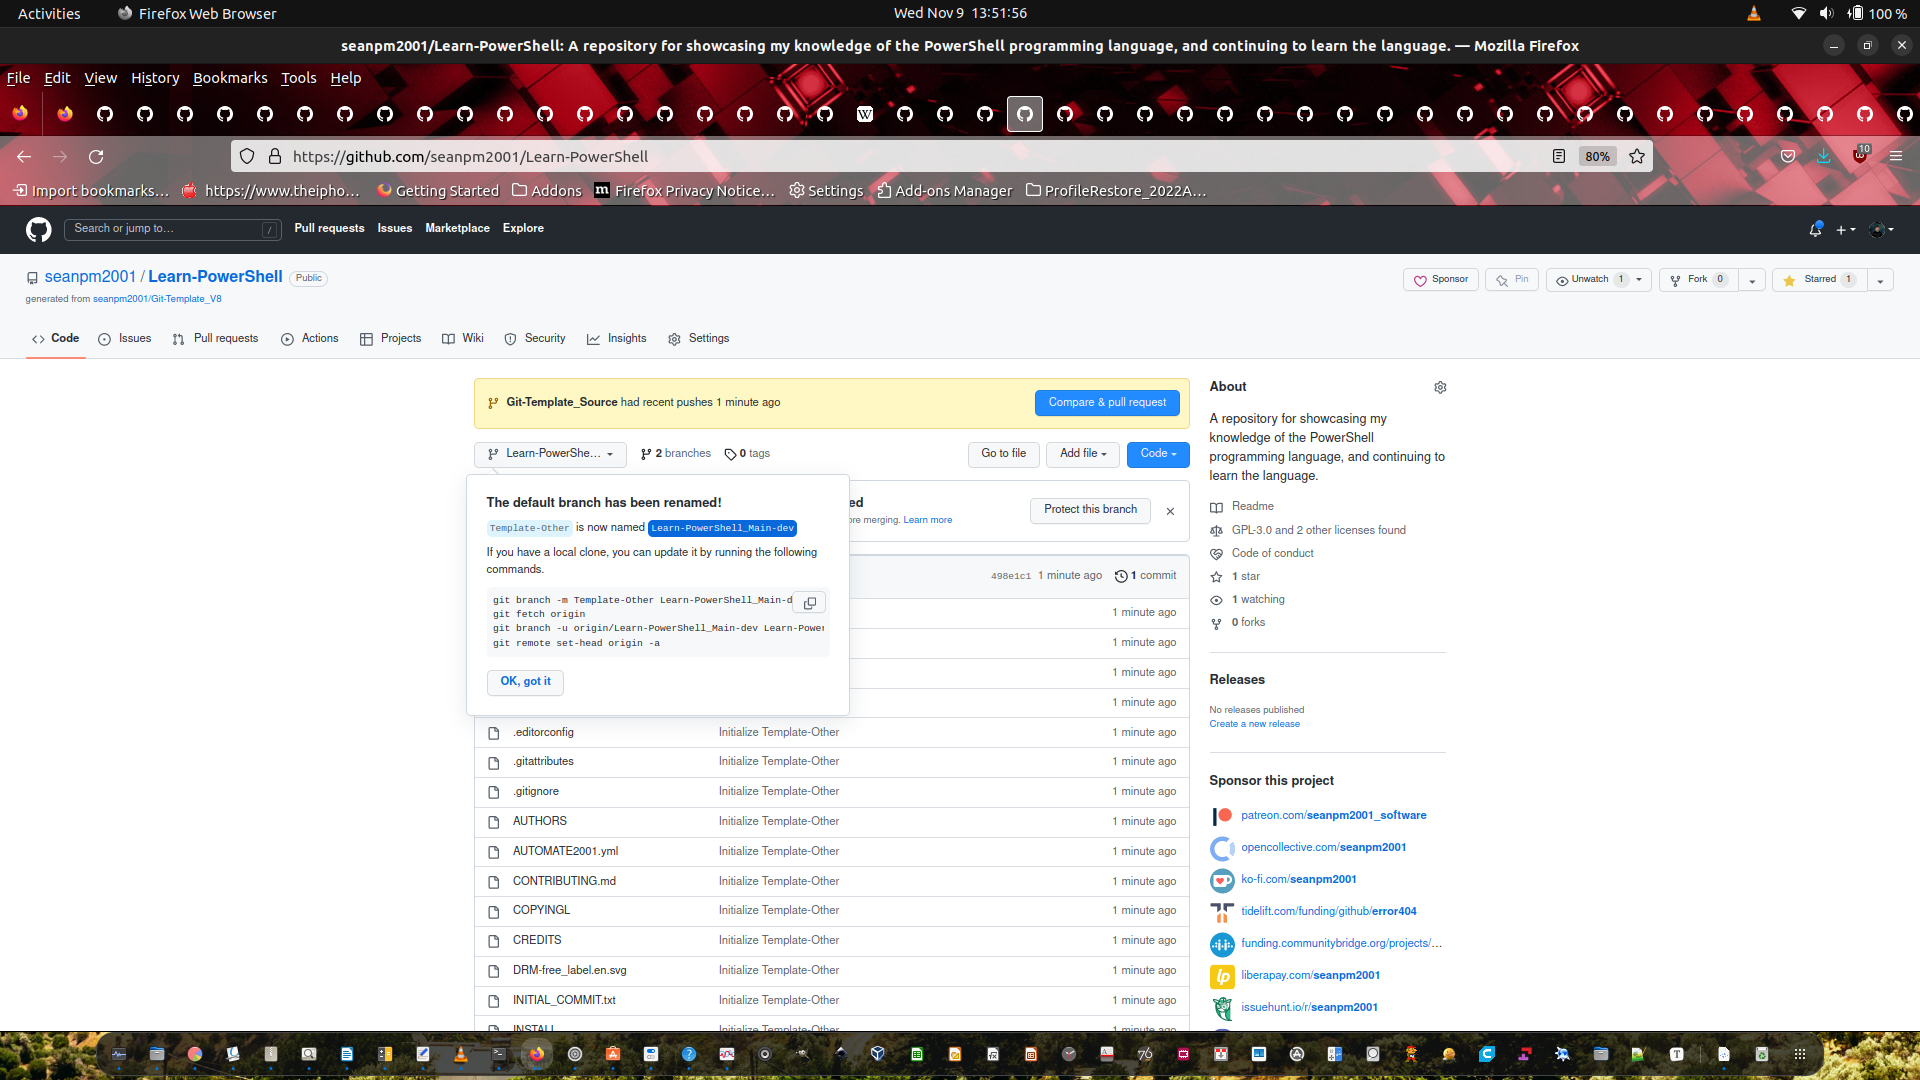 Activities
Firefox Web Browser
Wed Nov 9 13:51:56
100 %
seanpm2001/Learn-PowerShell: A repository for showcasing my knowledge of the PowerShell programming language, and continuing to learn the language. — Mozilla Firefox
File Edit View History Bookmarks Tools Help
W
https://github.com/seanpm2001/Learn-PowerShell
80%
10
Import bookmarks…
https://www.theipho…
Getting Started
Addons
m Firefox Privacy Notice…
Settings
Add-ons Manager
ProfileRestore_2022A…
Search or jump to…
/
Pull requests
Issues
Marketplace
Explore
seanpm2001 / Learn-PowerShell Public
generated from seanpm2001/Git-Template_V8
Sponsor
Pin
Unwatch 1
Fork 0
Starred 1
Code
Issues
Pull requests
Actions
Projects
Wiki
Security
Insights
Settings
Git-Template_Source had recent pushes 1 minute ago
Compare & pull request
Learn-PowerShe…
2 branches
0 tags
Go to file
Add file
Code
The default branch has been renamed!
Template-Other is now named Learn-PowerShell_Main-dev
If you have a local clone, you can update it by running the following
commands.
git branch -m Template-Other Learn-PowerShell_Main-d
git fetch origin
git branch -u origin/Learn-PowerShell_Main-dev Learn-Power
git remote set-head origin -a
OK, got it
ed
ore merging. Learn more
Protect this branch
498e1c1 1 minute ago 1 commit
1 minute ago
1 minute ago
1 minute ago
1 minute ago
.editorconfig Initialize Template-Other 1 minute ago
.gitattributes Initialize Template-Other 1 minute ago
.gitignore Initialize Template-Other 1 minute ago
AUTHORS Initialize Template-Other 1 minute ago
AUTOMATE2001.yml Initialize Template-Other 1 minute ago
CONTRIBUTING.md Initialize Template-Other 1 minute ago
COPYINGL Initialize Template-Other 1 minute ago
CREDITS Initialize Template-Other 1 minute ago
DRM-free_label.en.svg Initialize Template-Other 1 minute ago
INITIAL_COMMIT.txt Initialize Template-Other 1 minute ago
INSTALL Initialize Template-Other 1 minute ago
About
A repository for showcasing my
knowledge of the PowerShell
programming language, and continuing to
learn the language.
Readme
GPL-3.0 and 2 other licenses found
Code of conduct
1 star
1 watching
0 forks
Releases
No releases published
Create a new release
Sponsor this project
patreon.com/seanpm2001_software
opencollective.com/seanpm2001
ko-fi.com/seanpm2001
tidelift.com/funding/github/error404
funding.communitybridge.org/projects/…
lp liberapay.com/seanpm2001
issuehunt.io/r/seanpm2001